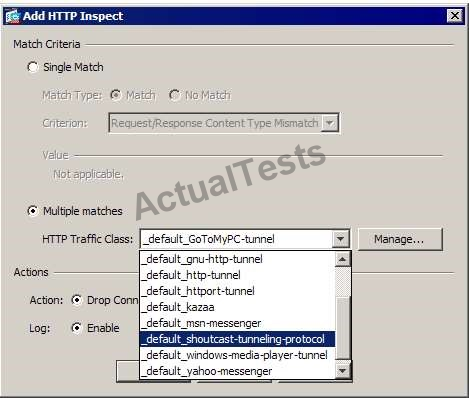 Add HTTP Inspect
Match Criteria
Single Match
Match Type: Match No Match
Criterion: Request/Response Content Type Mismatch
Value
Not applicable.
ActualTests
Multiple matches
HTTP Traffic Class: _default_GoToMyPC-tunnel Manage...
_default_gnu-http-tunnel
Actions
_default_http-tunnel
_default_httport-tunnel
Action: Drop Conn
_default_kazaa
_default_msn-messenger
Log: Enable
_default_shoutcast-tunneling-protocol
_default_windows-media-player-tunnel
_default_yahoo-messenger